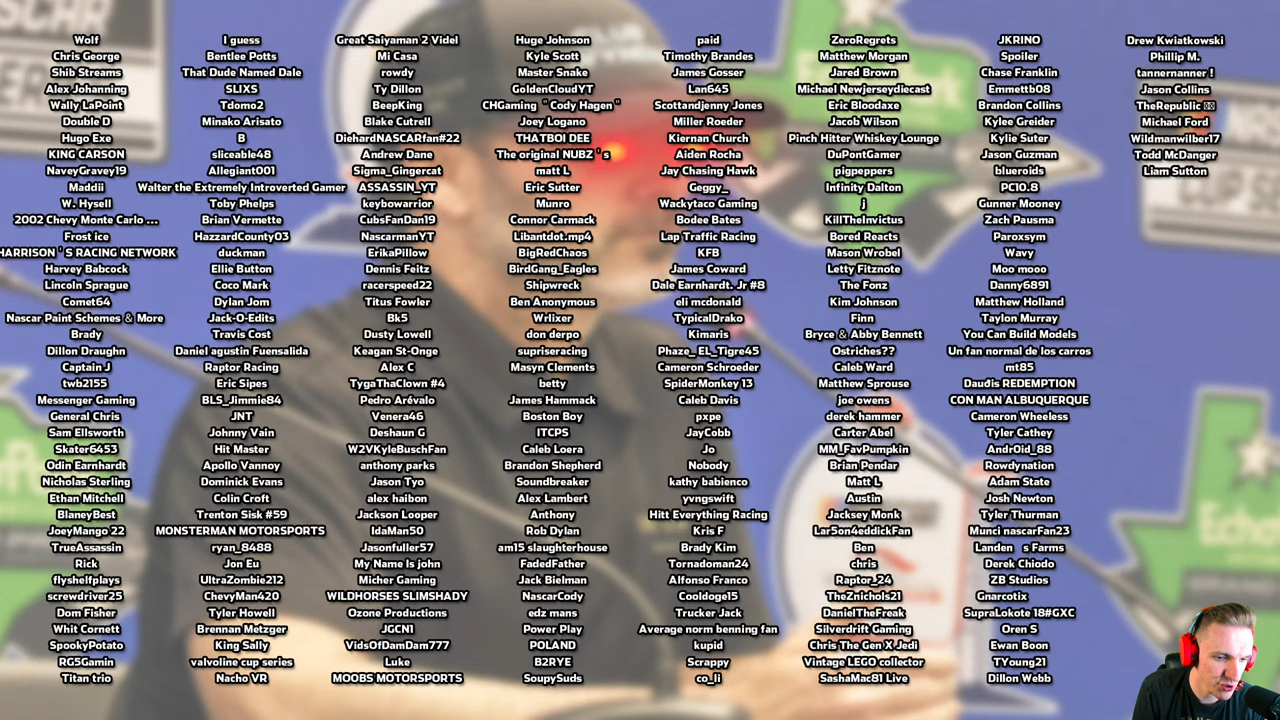 Wolf
Chris George
Shib Streams
Alex Johanning
Wally LaPoint
Double D
Hugo Exe
KING CARSON
NaveyGravey19
Maddii
W. Hysell
2002 Chevy Monte Carlo ...
Frost ice
HARRISON'S RACING NETWORK
Harvey Babcock
Lincoln Sprague
Comet64
Nascar Paint Schemes & More
Brady
Dillon Draughn
Captain J
twb2155
Messenger Gaming
General Chris
Sam Ellsworth
Skater6453
Odin Earnhardt
Nicholas Sterling
Ethan Mitchell
BlaneyBest
JoeyMango 22
TrueAssassin
Rick
flyshelfplays
screwdriver25
Dom Fisher
Whit Cornett
SpookyPotato
RG5Gamin
Titan trio
I guess
Bentlee Potts
That Dude Named Dale
SLIXS
Tdomo2
Minako Arisato
B
sliceable48
Allegiant001
Walter the Extremely Introverted Gamer
Toby Phelps
Brian Vermette
HazzardCounty03
duckman
Ellie Button
Coco Mark
Dylan Jom
Jack-O-Edits
Travis Cost
Daniel agustin Fuensalida
Raptor Racing
Eric Sipes
BLS_Jimmie84
JNT
Johnny Vain
Hit Master
Apollo Vannoy
Dominick Evans
Colin Croft
Trenton Sisk #59
MONSTERMAN MOTORSPORTS
ryan_8488
Jon Eu
UltraZombie212
ChevyMan420
Tyler Howell
Brennan Metzger
King Sally
valvoline cup series
Nacho VR
Great Saiyaman 2 Videl
Mi Casa
rowdy
Ty Dillon
BeepKing
Blake Cutrell
DiehardNASCARfan#22
Andrew Dane
Sigma_Gingercat
ASSASSIN_YT
keybowarrior
CubsFanDan19
NascarmanYT
ErikaPillow
Dennis Feitz
racerspeed22
Titus Fowler
Bk5
Dusty Lowell
Keagan St-Onge
Alex C
TygaThaClown #4
Pedro Arévalo
Venera46
Deshaun G
W2VKyleBuschFan
anthony parks
Jason Tyo
alex haibon
Jackson Looper
IdaMan50
Jasonfuller57
My Name Is john
Micher Gaming
WILDHORSES SLIMSHADY
Ozone Productions
JGCN1
VidsOfDamDam777
Luke
MOOBS MOTORSPORTS
Huge Johnson
Kyle Scott
Master Snake
GoldenCloudYT
CHGaming "Cody Hagen"
Joey Logano
THATBOI DEE
The original NUBZ's
matt L
Eric Sutter
Munro
Connor Carmack
Libantdot.mp4
BigRedChaos
BirdGang_Eagles
Shipwreck
Ben Anonymous
Wrlixer
don derpo
supriseracing
Masyn Clements
betty
James Hammack
Boston Boy
ITCPS
Caleb Loera
Brandon Shepherd
Soundbreaker
Alex Lambert
Anthony
Rob Dylan
am15 slaughterhouse
FadedFather
Jack Bielman
NascarCody
edz mans
Power Play
POLAND
B2RYE
SoupySuds
paid
Timothy Brandes
James Gosser
Lan645
Scottandjenny Jones
Miller Roeder
Kiernan Church
Aiden Rocha
Jay Chasing Hawk
Geggy_
Wackytaco Gaming
Bodee Bates
Lap Traffic Racing
KFB
James Coward
Dale Earnhardt. Jr #8
eli mcdonald
TypicalDrako
Kimaris
Phaze_ EL_Tigre45
Cameron Schroeder
SpiderMonkey 13
Caleb Davis
pxpe
JayCobb
Jo
Nobody
kathy babienco
yvngswift
Hitt Everything Racing
Kris F
Brady Kim
Tornadoman24
Alfonso Franco
Cooldoge15
Trucker Jack
Average norm benning fan
kupid
Scrappy
co_li
ZeroRegrets
Matthew Morgan
Jared Brown
Michael Newjerseydiecast
Eric Bloodaxe
Jacob Wilson
Pinch Hitter Whiskey Lounge
DuPontGamer
pigpeppers
Infinity Dalton
j
KillTheInvictus
Bored Reacts
Mason Wrobel
Letty Fitznote
The Fonz
Kim Johnson
Finn
Bryce & Abby Bennett
Ostriches??
Caleb Ward
Matthew Sprouse
joe owens
derek hammer
Carter Abel
MM_FavPumpkin
Brian Pendar
Matt L
Austin
Jacksey Monk
Lar5on4eddickFan
Ben
chris
Raptor_24
TheZnichols21
DanielTheFreak
Silverdrift Gaming
Chris The Gen X Jedi
Vintage LEGO collector
SashaMac81 Live
JKRINO
Spoiler
Chase Franklin
Emmettb08
Brandon Collins
Kylee Greider
Kylie Suter
Jason Guzman
blueroids
PC10.8
Gunner Mooney
Zach Pausma
Paroxsym
Wavy
Moo mooo
Danny6891
Matthew Holland
Taylon Murray
You Can Build Models
Un fan normal de los carros
mt85
Dauđis REDEMPTION
CON MAN ALBUQUERQUE
Cameron Wheeless
Tyler Cathey
Andr0id_88
Rowdynation
Adam State
Josh Newton
Tyler Thurman
Munci nascarFan23
Landen s Farms
Derek Chiodo
ZB Studios
Gnarcotix
SupraLokote 18#GXC
Oren S
Ewan Boon
TYoung21
Dillon Webb
Drew Kwiatkowski
Phillip M.
tannernanner !
Jason Collins
TheRepublic
Michael Ford
Wildmanwilber17
Todd McDanger
Liam Sutton